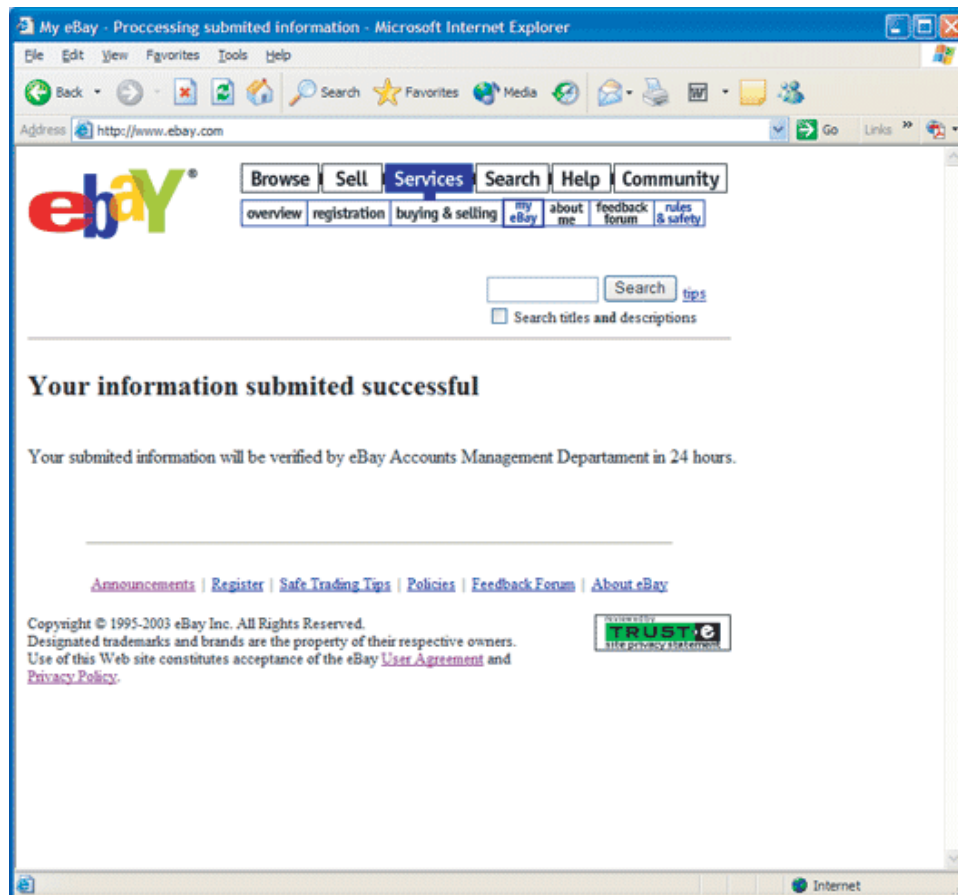 My eBay - Proccessing submited information - Microsoft Internet Explorer
File Edit View Favorites Tools Help
Back Search Favorites Media W
Address http://www.ebay.com Go Links »
ebaY®
Browse Sell Services Search Help Community
overview registration buying & selling my eBay about me feedback forum rules & safety
Search tips
Search titles and descriptions
Your information submited successful
Your submited information will be verified by eBay Accounts Management Departament in 24 hours.
Announcements | Register | Safe Trading Tips | Policies | Feedback Forum | About eBay
Copyright © 1995-2003 eBay Inc. All Rights Reserved.
Designated trademarks and brands are the property of their respective owners.
Use of this Web site constitutes acceptance of the eBay User Agreement and
Privacy Policy.
reviewed by
TRUST·e
site privacy statement
Internet